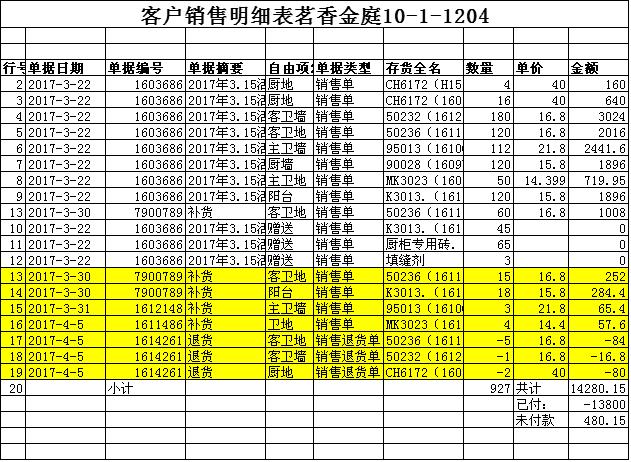 客户销售明细表茗香金庭10-1-1204
行号 单据日期 单据编号 单据摘要 自由项2 单据类型 存货全名 数量 单价 金额
2 2017-3-22 1603686 2017年3.15活 厨地 销售单 CH6172（H15 4 40 160
3 2017-3-22 1603686 2017年3.15活 厨地 销售单 CH6172（160 16 40 640
4 2017-3-22 1603686 2017年3.15活 客卫墙 销售单 50232（1612 180 16.8 3024
5 2017-3-22 1603686 2017年3.15活 客卫地 销售单 50236（1611 120 16.8 2016
6 2017-3-22 1603686 2017年3.15活 主卫墙 销售单 95013（16100 112 21.8 2441.6
7 2017-3-22 1603686 2017年3.15活 厨墙 销售单 90028（1609 120 15.8 1896
8 2017-3-22 1603686 2017年3.15活 主卫地 销售单 MK3023（160 50 14.399 719.95
9 2017-3-22 1603686 2017年3.15活 阳台 销售单 K3013.（161 120 15.8 1896
13 2017-3-30 7900789 补货 客卫地 销售单 50236（1611 60 16.8 1008
10 2017-3-22 1603686 2017年3.15活 赠送 销售单 K3013.（161 45 0
11 2017-3-22 1603686 2017年3.15活 赠送 销售单 厨柜专用砖. 65 0
12 2017-3-22 1603686 2017年3.15活 赠送 销售单 填缝剂 3 0
13 2017-3-30 7900789 补货 客卫地 销售单 50236（1611 15 16.8 252
14 2017-3-30 7900789 补货 阳台 销售单 K3013.（161 18 15.8 284.4
15 2017-3-31 1612148 补货 主卫墙 销售单 95013（16100 3 21.8 65.4
16 2017-4-5 1611486 补货 卫地 销售单 MK3023（161 4 14.4 57.6
17 2017-4-5 1614261 退货 客卫地 销售退货单 50236（1611 -5 16.8 -84
18 2017-4-5 1614261 退货 客卫墙 销售退货单 50232（1612 -1 16.8 -16.8
19 2017-4-5 1614261 退货 厨地 销售退货单 CH6172（160 -2 40 -80
20 小计 927 共计 14280.15
已付： -13800
未付款 480.15